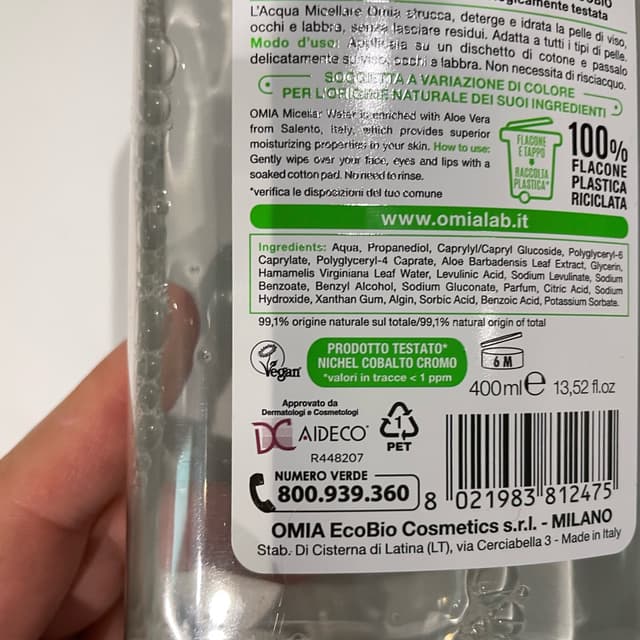 ECOBIO
logicamente testata
L'Acqua Micellare Omia strucca, deterge e idrata la pelle di viso,
occhi e labbra, senza lasciare residui. Adatta a tutti i tipi di pelle.
Modo d'uso: Applicala su un dischetto di cotone e passalo
delicatamente su viso, occhi e labbra. Non necessita di risciacquo.
SOGGETTA A VARIAZIONE DI COLORE
PER L'ORIGINE NATURALE DEI SUOI INGREDIENTI
OMIA Micellar Water is enriched with Aloe Vera
from Salento, Italy, which provides superior
moisturizing properties to your skin. How to use:
Gently wipe over your face, eyes and lips with a
soaked cotton pad. No need to rinse.
*verifica le disposizioni del tuo comune
FLACONE
E TAPPO
RACCOLTA
PLASTICA*
100%
FLACONE
PLASTICA
RICICLATA
www.omialab.it
Ingredients: Aqua, Propanediol, Caprylyl/Capryl Glucoside, Polyglyceryl-6
Caprylate, Polyglyceryl-4 Caprate, Aloe Barbadensis Leaf Extract, Glycerin,
Hamamelis Virginiana Leaf Water, Levulinic Acid, Sodium Levulinate, Sodium
Benzoate, Benzyl Alcohol, Sodium Gluconate, Parfum, Citric Acid, Sodium
Hydroxide, Xanthan Gum, Algin, Sorbic Acid, Benzoic Acid, Potassium Sorbate.
99,1% origine naturale sul totale/99,1% natural origin of total
Vegan
PRODOTTO TESTATO*
NICHEL COBALTO CROMO
*valori in tracce < 1 ppm
6 M
400ml e 13,52 fl.oz
Approvato da
Dermatologi e Cosmetologi
DC AIDECO
R448207
1
PET
NUMERO VERDE
800.939.360
8 021983 812475
OMIA EcoBio Cosmetics s.r.l. - MILANO
Stab. Di Cisterna di Latina (LT), via Cerciabella 3 - Made in Italy